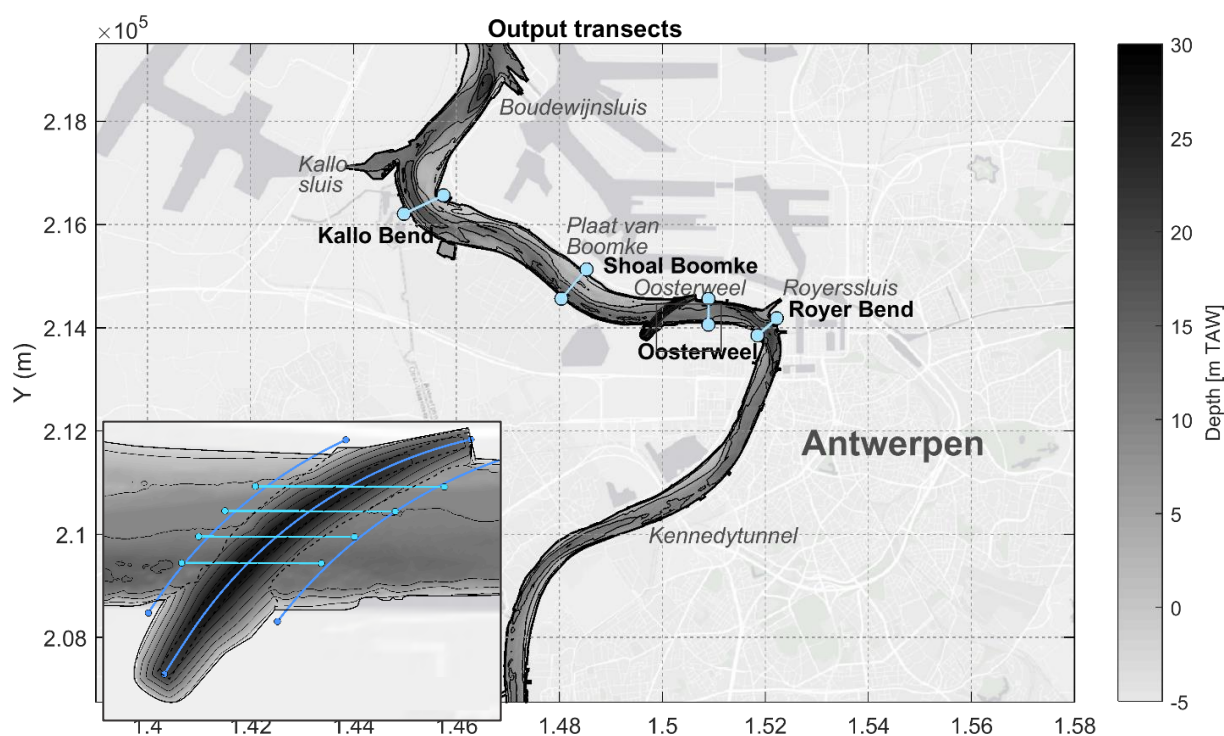 Output transects
×10⁵
30
Boudewijnsluis
2.18
25
Kallo
sluis
20
2.16
Kallo Bend
Plaat van
Boomke
Shoal Boomke
Oosterweel
Royerssluis
Royer Bend
15
2.14
Oosterweel
Y (m)
Depth [m TAW]
10
2.12
Antwerpen
5
2.1
Kennedytunnel
0
2.08
-5
1.4
1.42
1.44
1.46
1.48
1.5
1.52
1.54
1.56
1.58